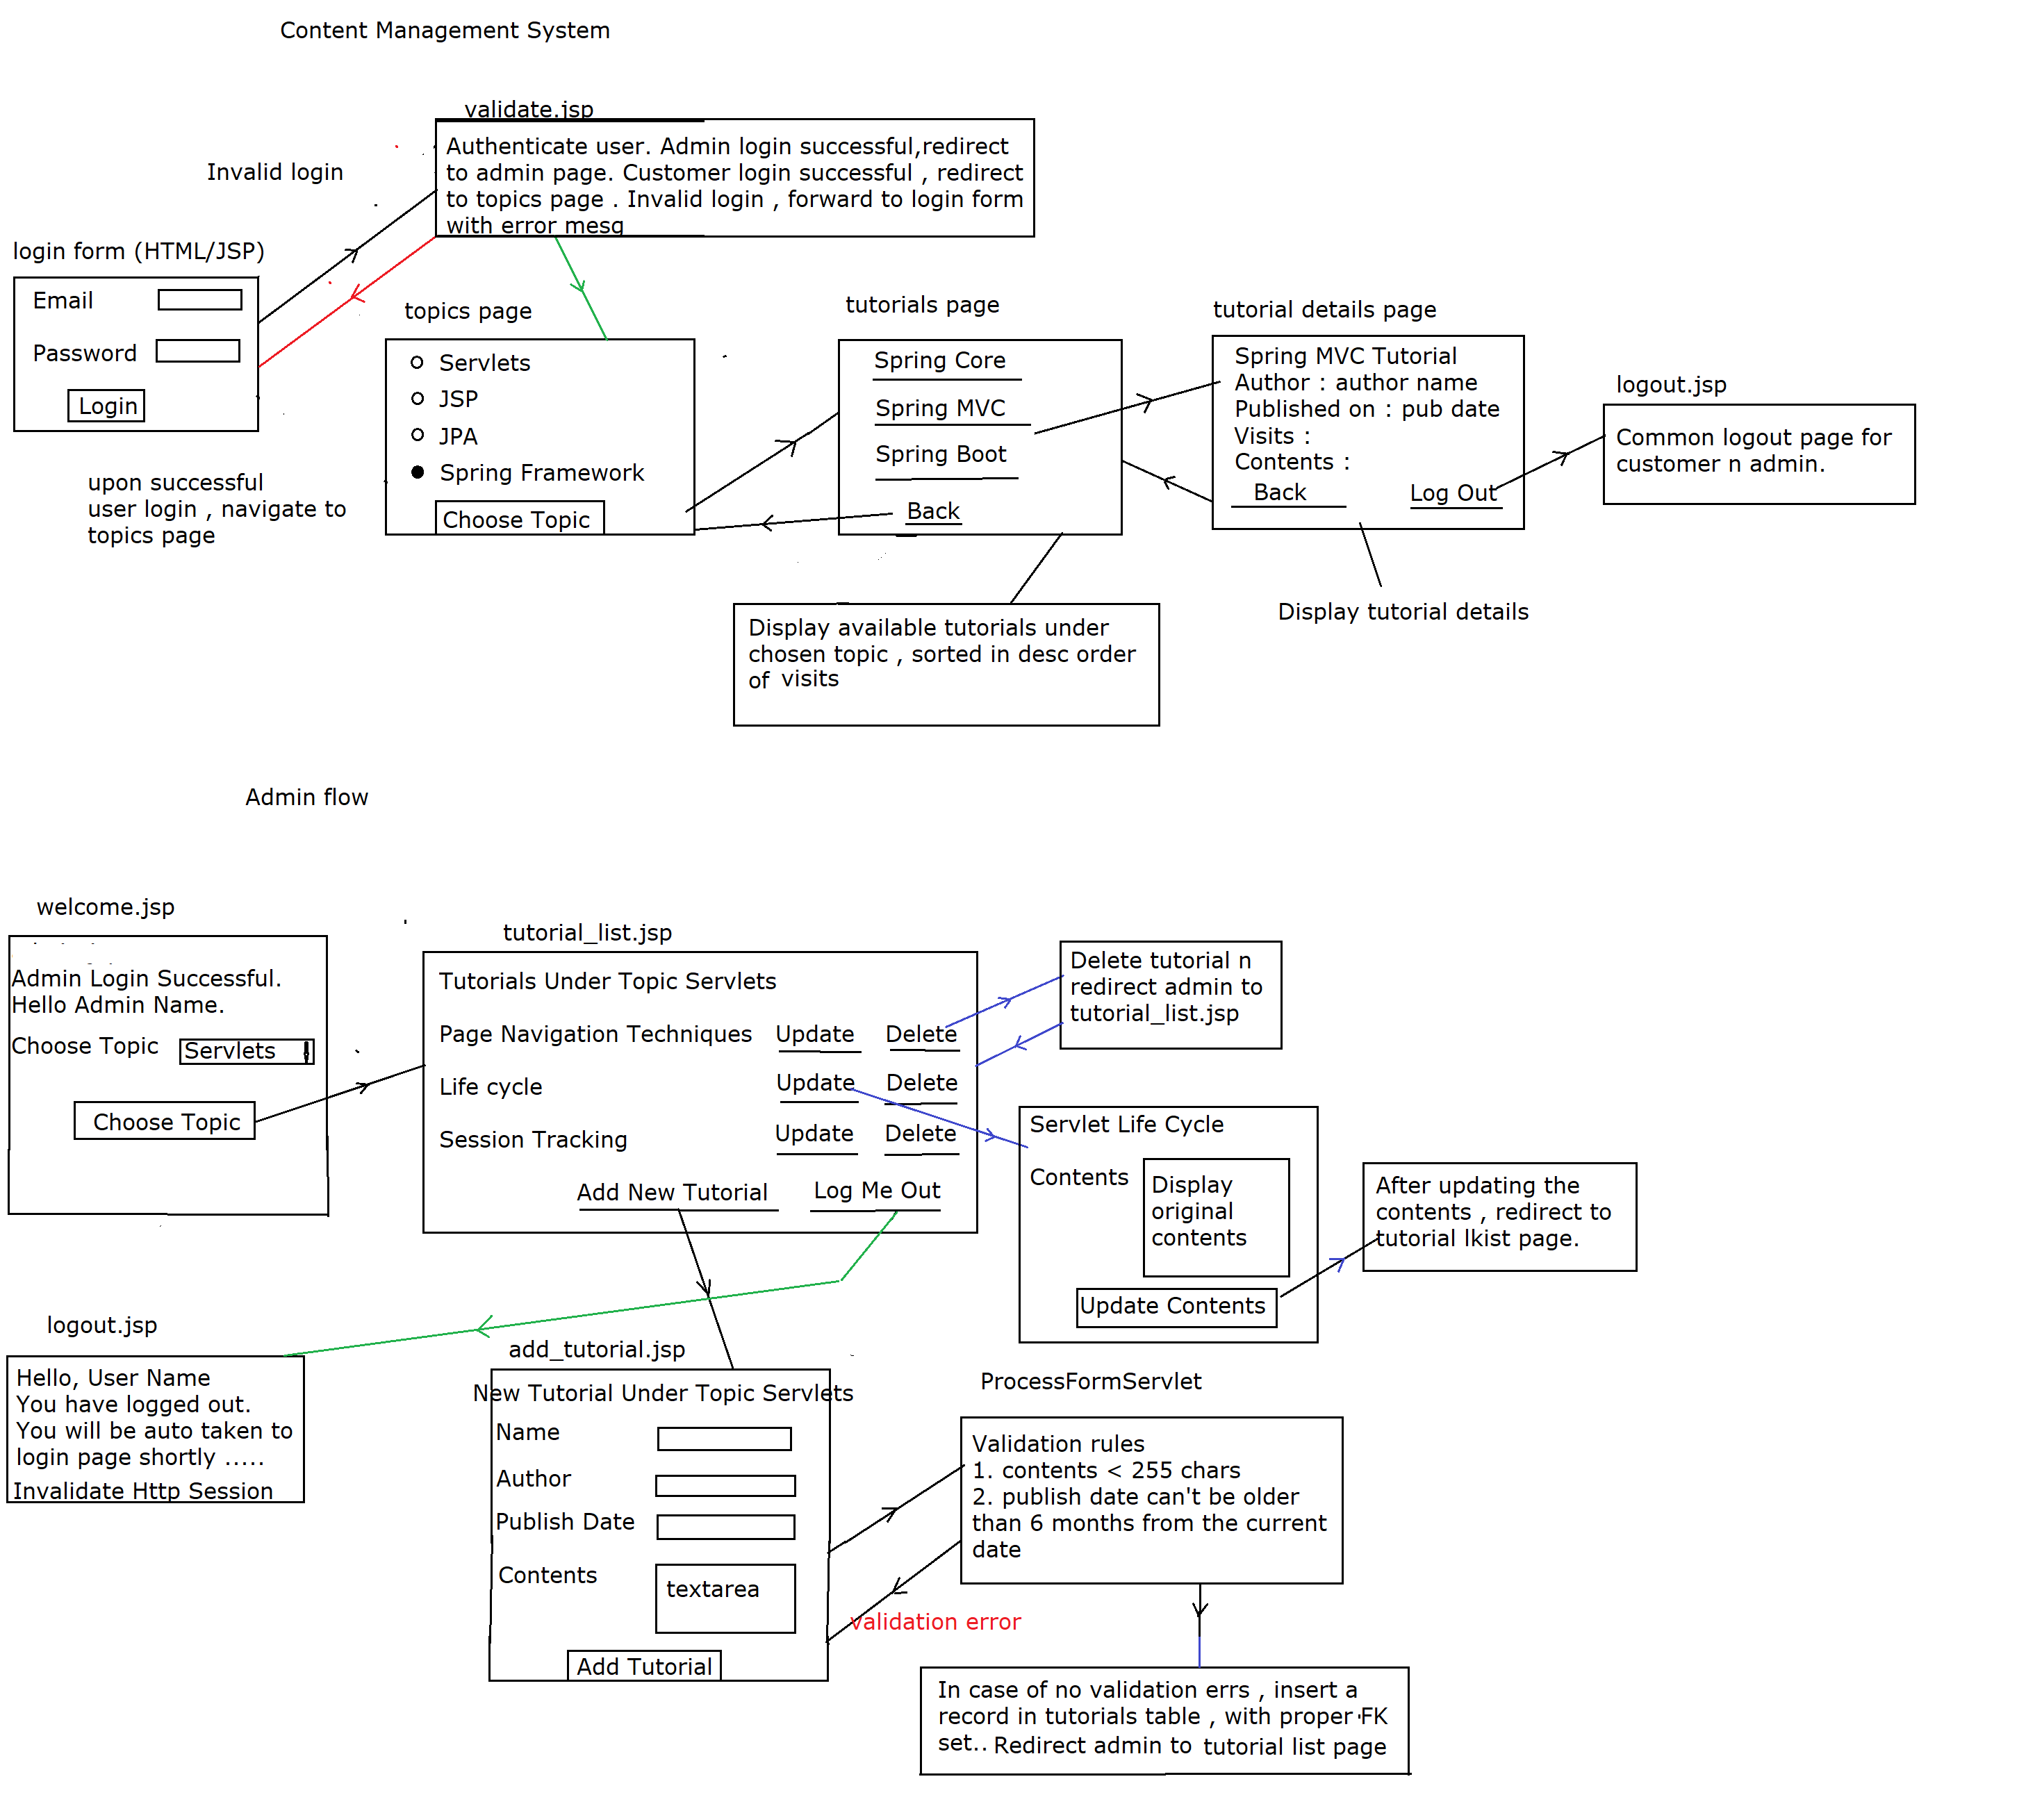 Content Management System
validate.jsp
Authenticate user. Admin login successful,redirect
to admin page. Customer login successful , redirect
to topics page . Invalid login , forward to login form
with error mesg
Invalid login
login form (HTML/JSP)
Email
Password
Login
upon successful
user login , navigate to
topics page
topics page
Servlets
JSP
JPA
Spring Framework
Choose Topic
tutorials page
Spring Core
Spring MVC
Spring Boot
Back
Display available tutorials under
chosen topic , sorted in desc order
of visits
tutorial details page
Spring MVC Tutorial
Author : author name
Published on : pub date
Visits :
Contents :
Back Log Out
Display tutorial details
logout.jsp
Common logout page for
customer n admin.
Admin flow
welcome.jsp
Admin Login Successful.
Hello Admin Name.
Choose Topic Servlets
Choose Topic
tutorial_list.jsp
Tutorials Under Topic Servlets
Page Navigation Techniques Update Delete
Life cycle Update Delete
Session Tracking Update Delete
Add New Tutorial Log Me Out
Delete tutorial n
redirect admin to
tutorial_list.jsp
Servlet Life Cycle
Contents
Display
original
contents
Update Contents
After updating the
contents , redirect to
tutorial lkist page.
logout.jsp
Hello, User Name
You have logged out.
You will be auto taken to
login page shortly .....
Invalidate Http Session
add_tutorial.jsp
New Tutorial Under Topic Servlets
Name
Author
Publish Date
Contents
textarea
Add Tutorial
ProcessFormServlet
Validation rules
1. contents < 255 chars
2. publish date can't be older
than 6 months from the current
date
validation error
In case of no validation errs , insert a
record in tutorials table , with proper FK
set.. Redirect admin to tutorial list page